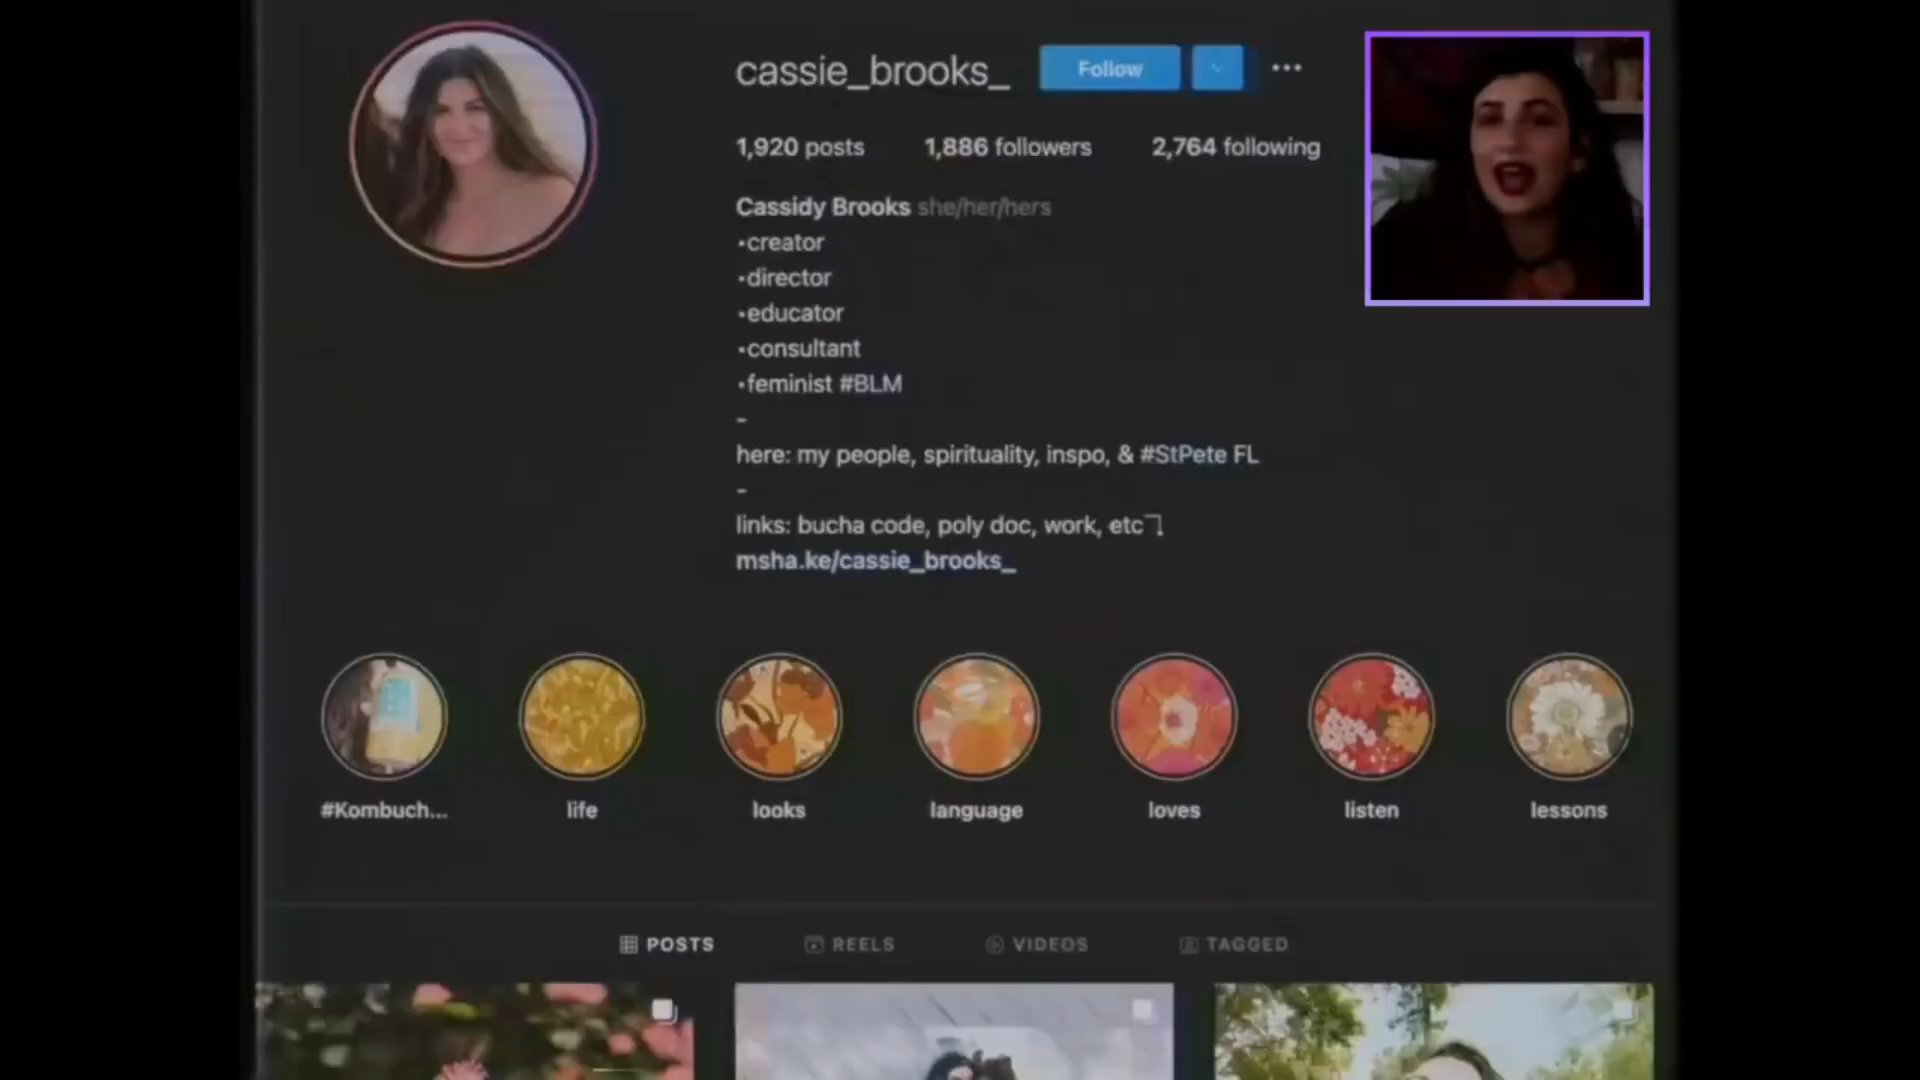 cassie_brooks_ Follow
1,920 posts 1,886 followers 2,764 following
Cassidy Brooks she/her/hers
•creator
•director
•educator
•consultant
•feminist #BLM
-
here: my people, spirituality, inspo, & #StPete FL
-
links: bucha code, poly doc, work, etc⤵
msha.ke/cassie_brooks_
#Kombuch... life looks language loves listen lessons
POSTS REELS VIDEOS TAGGED